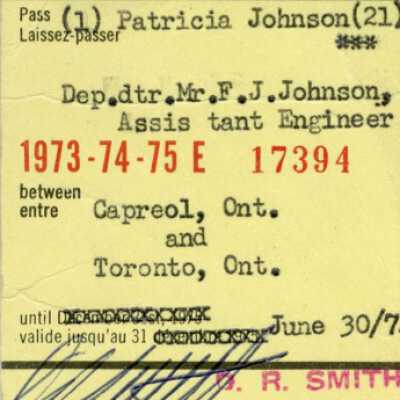 Pass (1) Patricia Johnson(21)
Laissez-passer
Dep.dtr.Mr.F.J.Johnson,
Assis tant Engineer
1973-74-75 E 17394
between
entre Capreol, Ont.
and
Toronto, Ont.
until
valide jusqu'au 31 June 30/7
R. SMITH